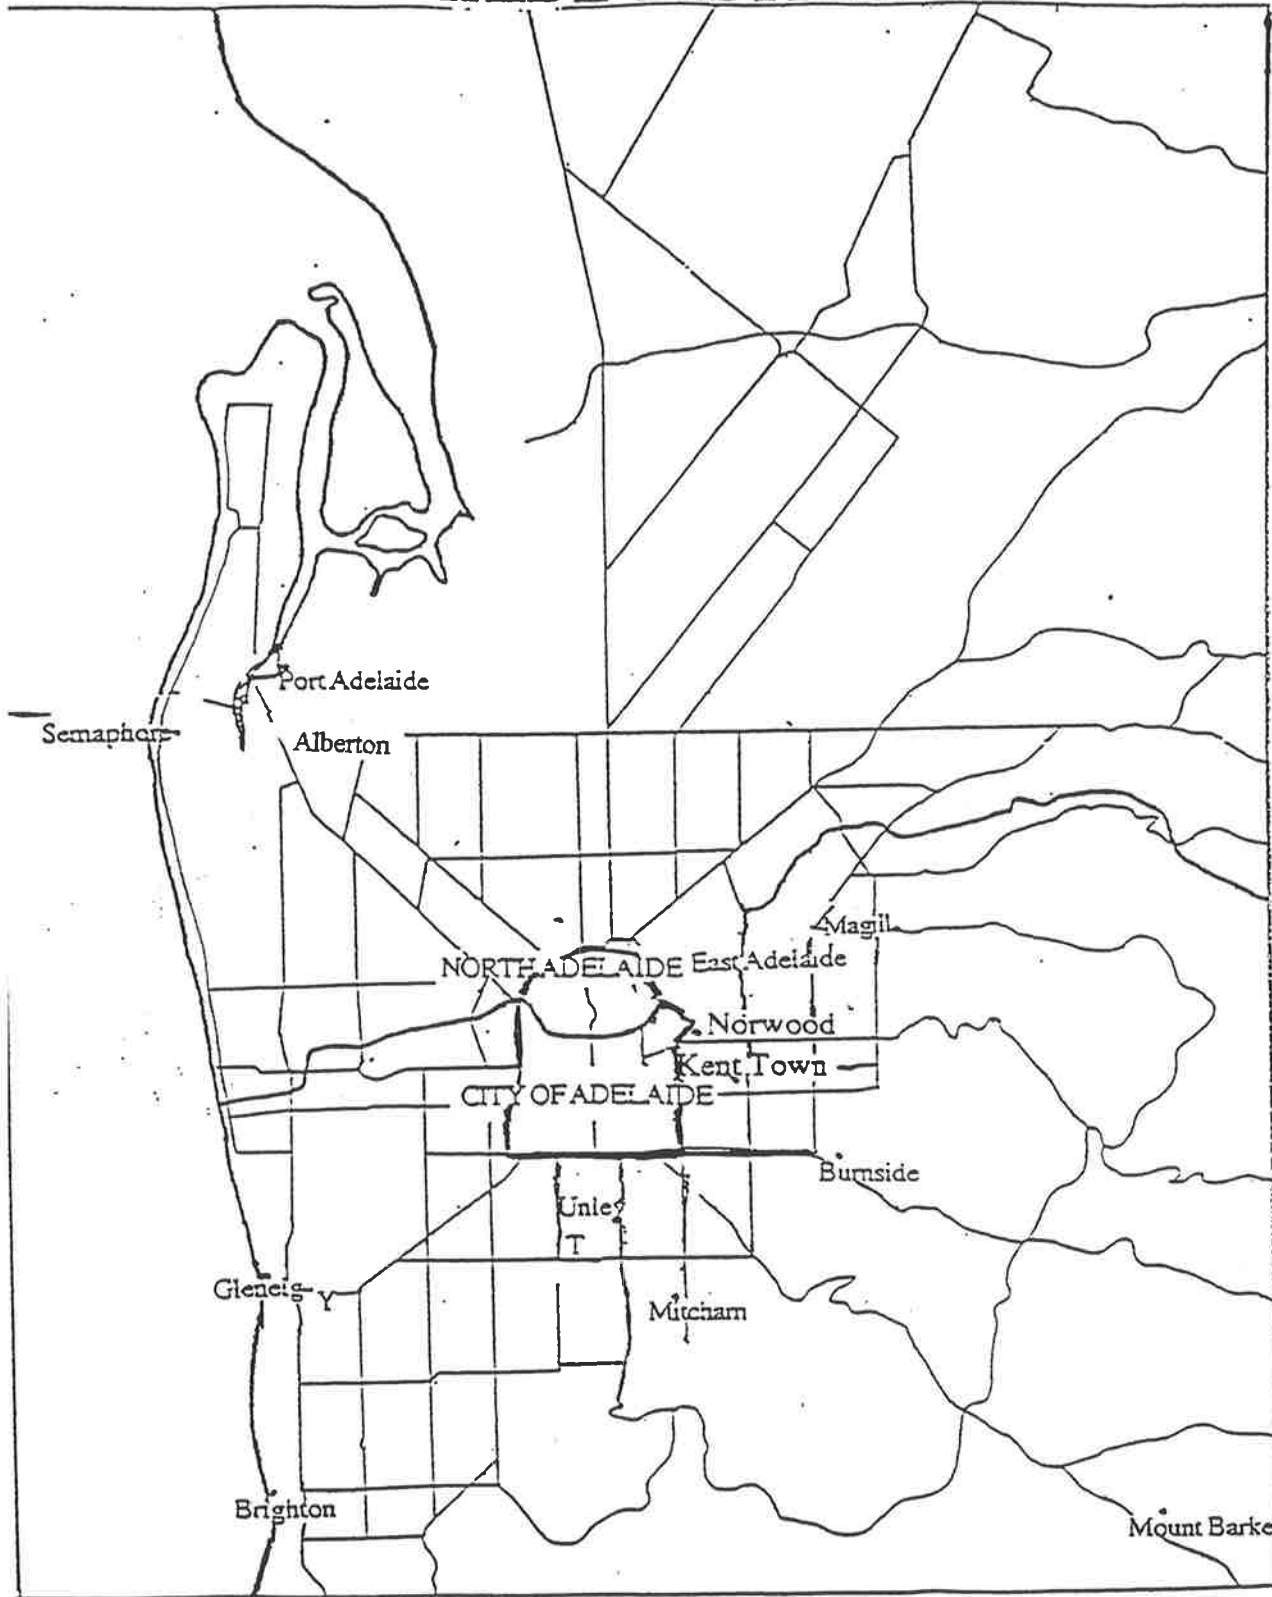 Port Adelaide
Semaphore
Alberton
Magill
NORTH ADELAIDE
East Adelaide
Norwood
Kent Town
CITY OF ADELAIDE
Burnside
Unley
T
Glenelg
Y
Mitcham
Brighton
Mount Barke